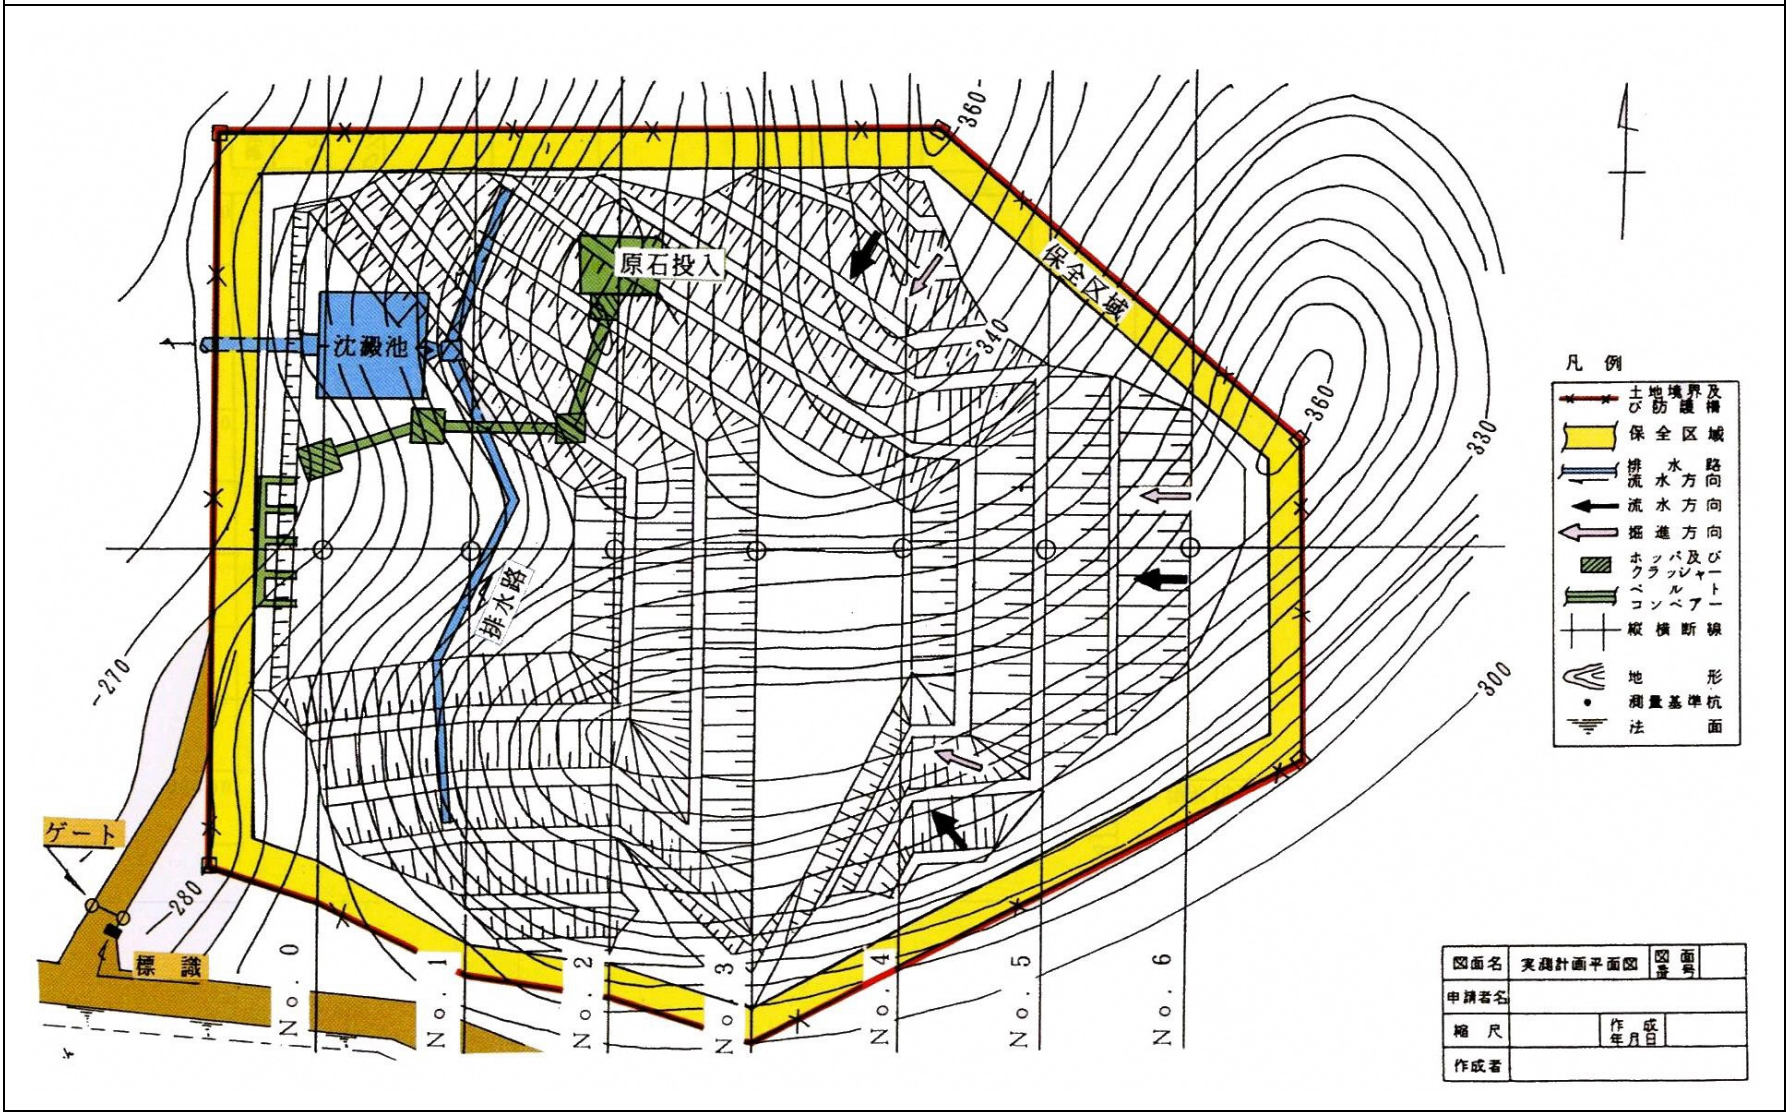 -360-
保全区域
原石投入
沈澱池
-340-
-360-
330
排水路
-270
300
ゲート
-280
標識
No. 0
No. 1
No. 2
No. 3
No. 4
No. 5
No. 6
凡 例
土地境界及
び防護柵
保全区域
排水路
流水方向
流水方向
掘進方向
ホッパ及び
クラッシャー
ベルト
コンベアー
縦横断線
地形
測量基準杭
法面
図面名 実測計画平面図 図面番号
申請者名
縮尺 作成年月日
作成者